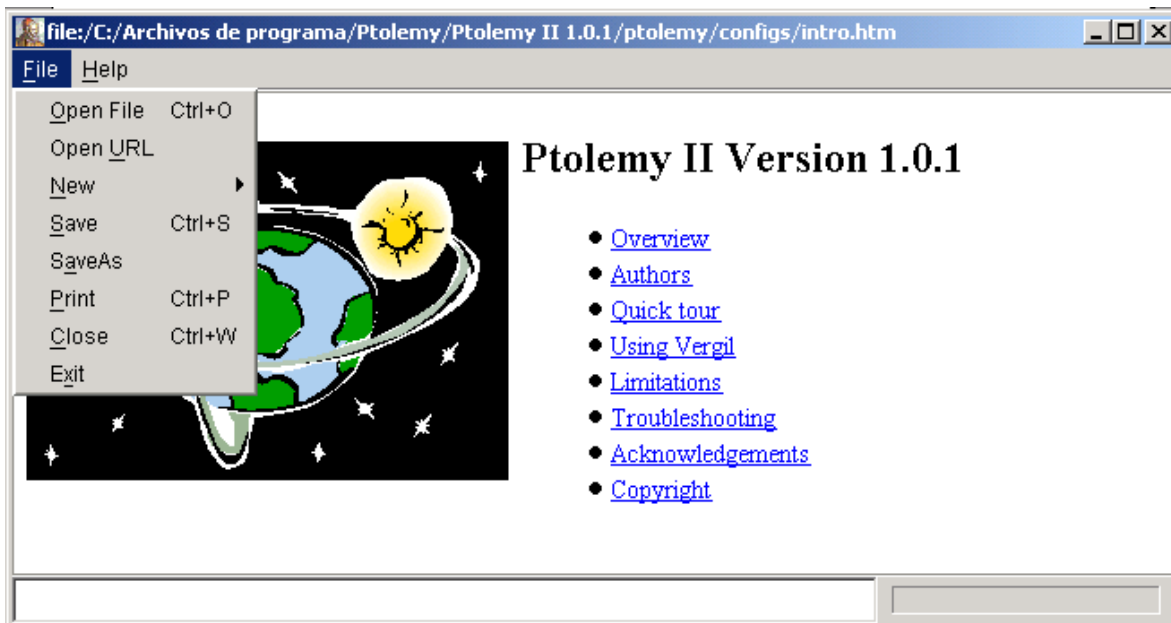 file:/C:/Archivos de programa/Ptolemy/Ptolemy II 1.0.1/ptolemy/configs/intro.htm
File Help
Open File Ctrl+O
Open URL
New
Save Ctrl+S
SaveAs
Print Ctrl+P
Close Ctrl+W
Exit
Ptolemy II Version 1.0.1
Overview
Authors
Quick tour
Using Vergil
Limitations
Troubleshooting
Acknowledgements
Copyright